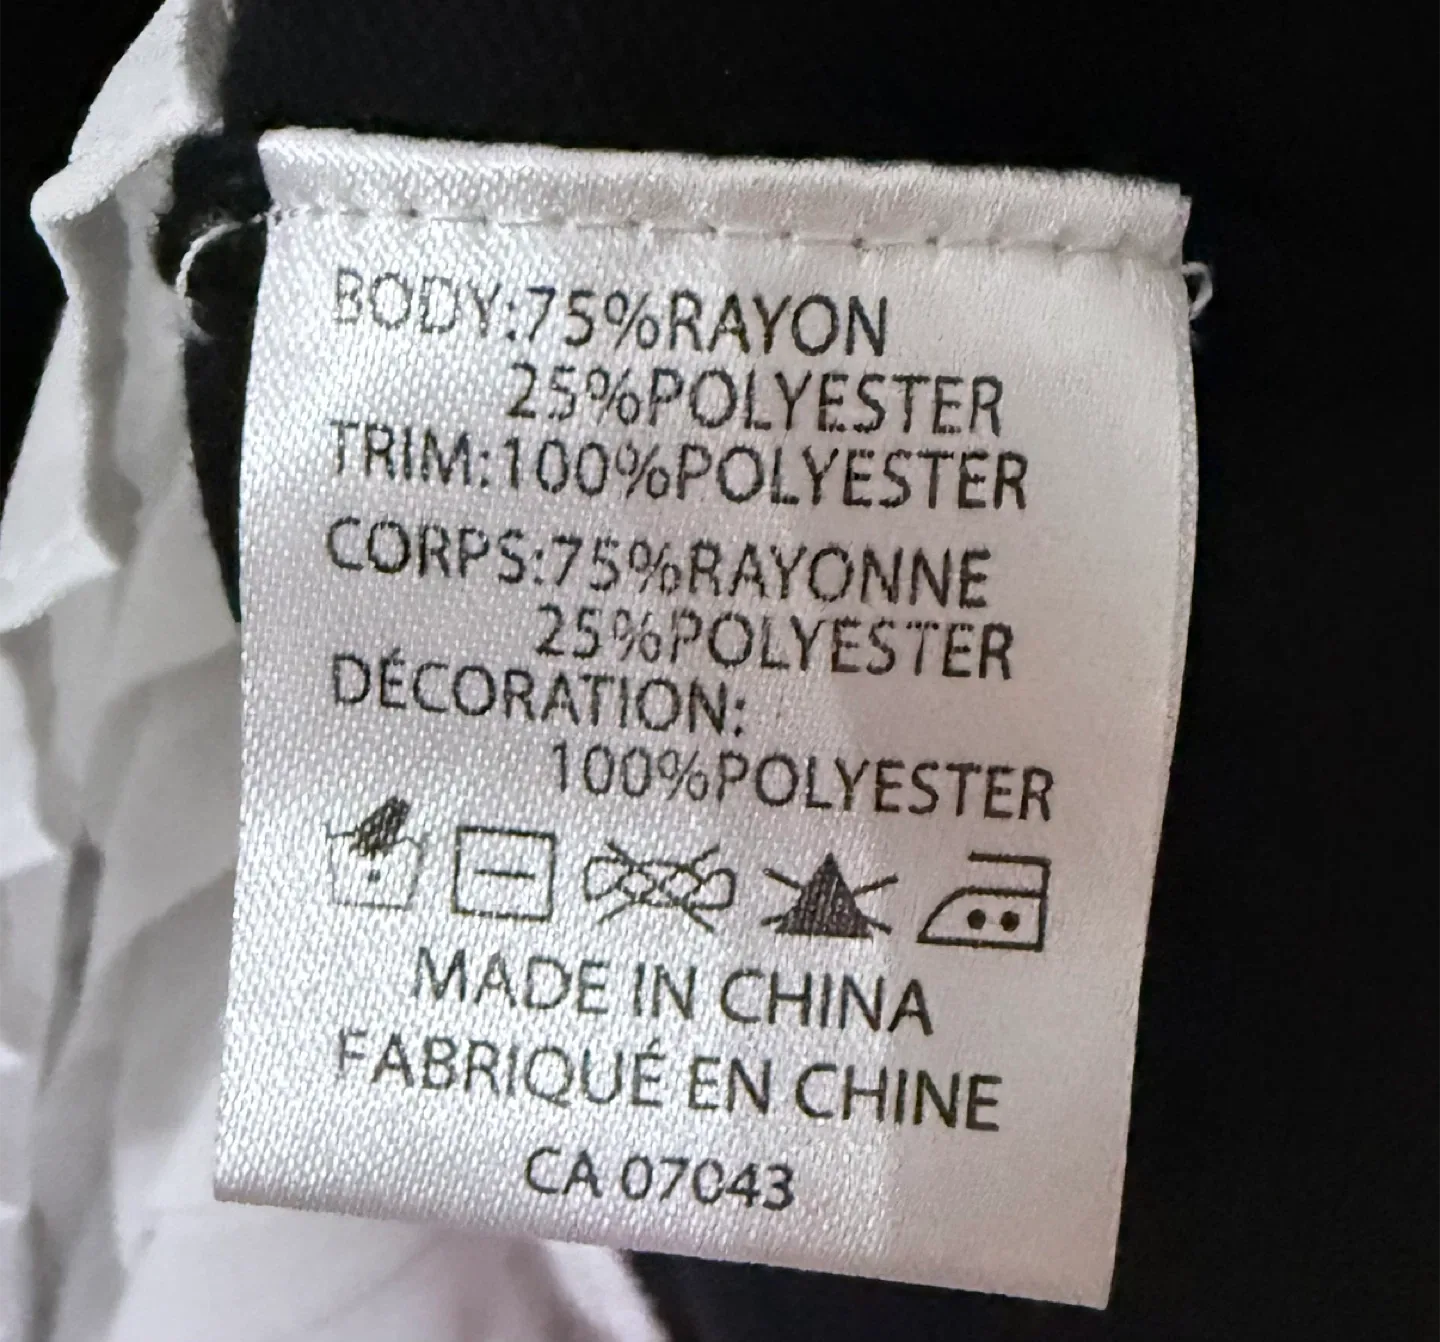 BODY:75%RAYON
25%POLYESTER
TRIM:100%POLYESTER
CORPS:75%RAYONNE
25%POLYESTER
DÉCORATION:
100%POLYESTER
MADE IN CHINA
FABRIQUÉ EN CHINE
CA 07043